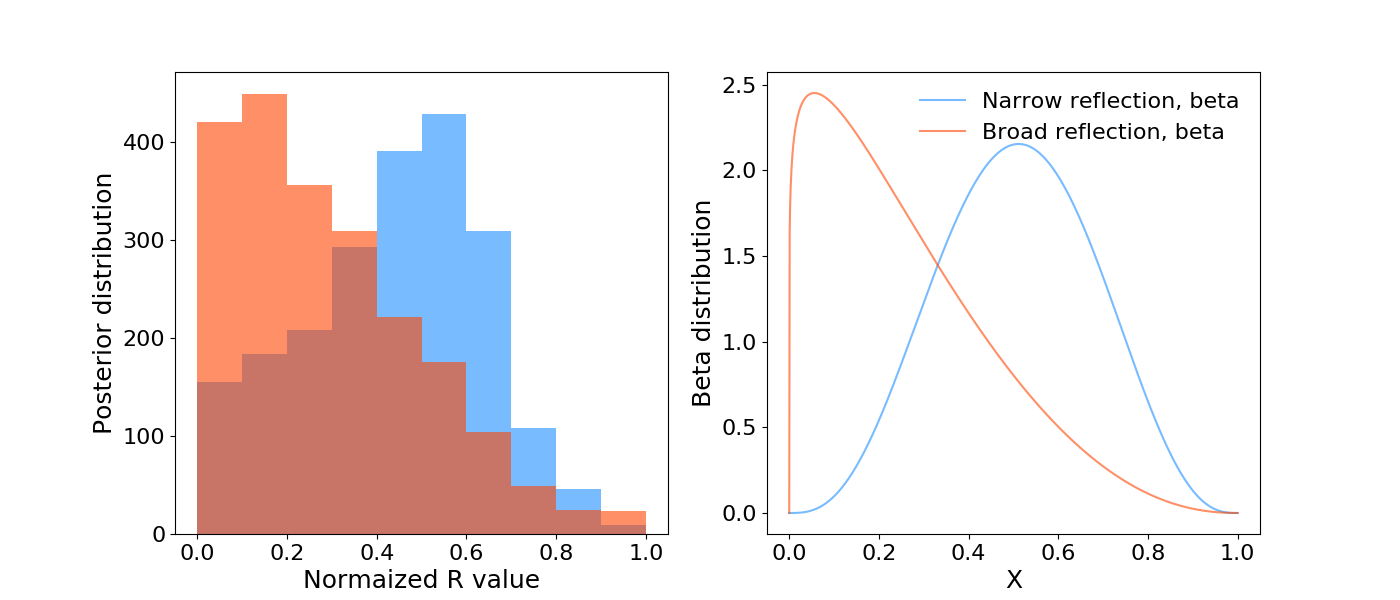 Posterior distribution
400
300
200
100
0
0.0 0.2 0.4 0.6 0.8 1.0
Normaized R value
Beta distribution
2.5
2.0
1.5
1.0
0.5
0.0
0.0 0.2 0.4 0.6 0.8 1.0
X
Narrow reflection, beta
Broad reflection, beta